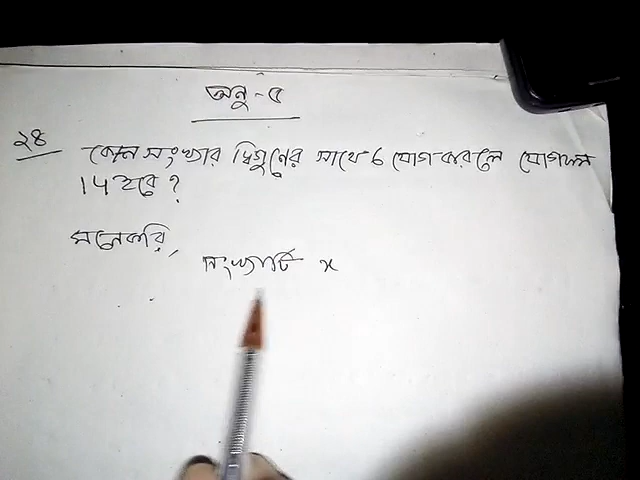 অনু - ৫
২৪ কোন সংখ্যার দ্বিগুনের সাথে 6 যোগ করলে যোগফল
14 হবে ?
মনেকরি,
সংখ্যাটি x